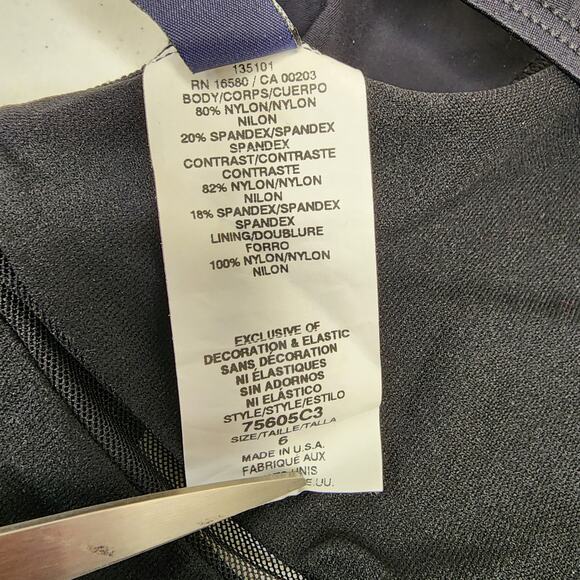 135101
RN 16580 / CA 00203
BODY/CORPS/CUERPO
80% NYLON/NYLON
NILON
20% SPANDEX/SPANDEX
SPANDEX
CONTRAST/CONTRASTE
CONTRASTE
82% NYLON/NYLON
NILON
18% SPANDEX/SPANDEX
SPANDEX
LINING/DOUBLURE
FORRO
100% NYLON/NYLON
NILON
EXCLUSIVE OF
DECORATION & ELASTIC
SANS DÉCORATION
NI ÉLASTIQUES
SIN ADORNOS
NI ELÁSTICO
STYLE/STYLE/ESTILO
75605C3
SIZE/TAILLE/TALLA
6
MADE IN U.S.A.
FABRIQUÉ AUX
UNIS
E.UU.